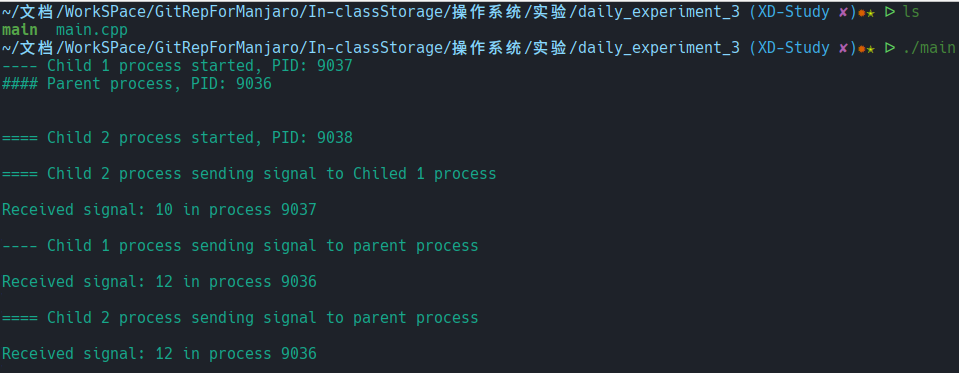 ~/文档/WorkSPace/GitRepForManjaro/In-classStorage/操作系统/实验/daily_experiment_3 (XD-Study ✘)✹★ ᐅ ls
main main.cpp
~/文档/WorkSPace/GitRepForManjaro/In-classStorage/操作系统/实验/daily_experiment_3 (XD-Study ✘)✹★ ᐅ ./main
---- Child 1 process started, PID: 9037
#### Parent process, PID: 9036
==== Child 2 process started, PID: 9038
==== Child 2 process sending signal to Chiled 1 process
Received signal: 10 in process 9037
---- Child 1 process sending signal to parent process
Received signal: 12 in process 9036
==== Child 2 process sending signal to parent process
Received signal: 12 in process 9036